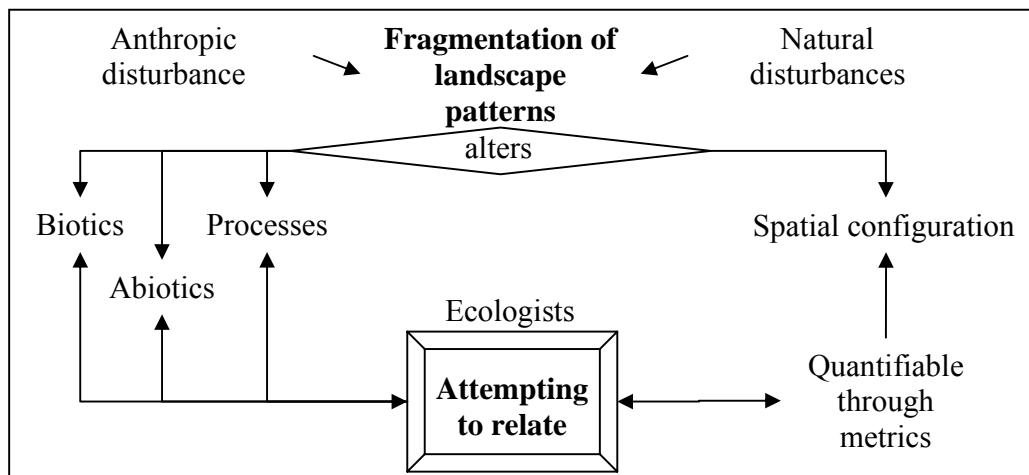 Anthropic
disturbance
Fragmentation of
landscape
patterns
Natural
disturbances
alters
Biotics
Processes
Spatial configuration
Abiotics
Ecologists
Attempting
to relate
Quantifiable
through
metrics